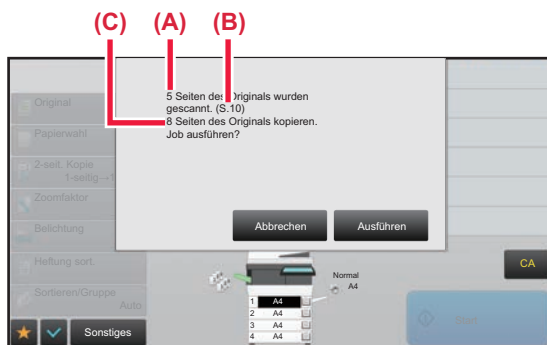 (C) (A) (B)
5 Seiten des Originals wurden
gescannt. (S.10)
8 Seiten des Originals kopieren.
Job ausführen?
Abbrechen Ausführen
Original
Papierwahl
2-seit. Kopie
1-seitig→1
Zoomfaktor
Belichtung
Heftung sort.
Sortieren/Gruppe
Auto
Sonstiges
Normal
A4
1 A4
2 A4
3 A4
4 A4
CA
Start